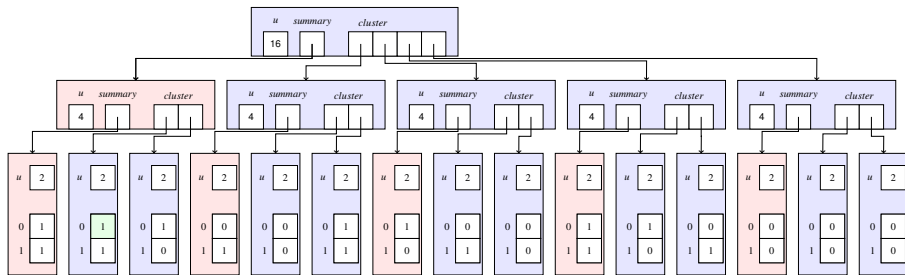 u summary cluster
16
u summary cluster u summary cluster u summary cluster u summary cluster u summary cluster
4 4 4 4 4
u 2 u 2 u 2 u 2 u 2 u 2 u 2 u 2 u 2 u 2 u 2 u 2 u 2 u 2 u 2
0 1 0 1 0 1 0 0 0 0 0 1 0 1 0 1 0 0 0 1 0 1 0 1 0 0 0 0 0 0
1 1 1 1 1 0 1 1 1 0 1 1 1 0 1 0 1 0 1 1 1 0 1 0 1 0 1 0 1 0